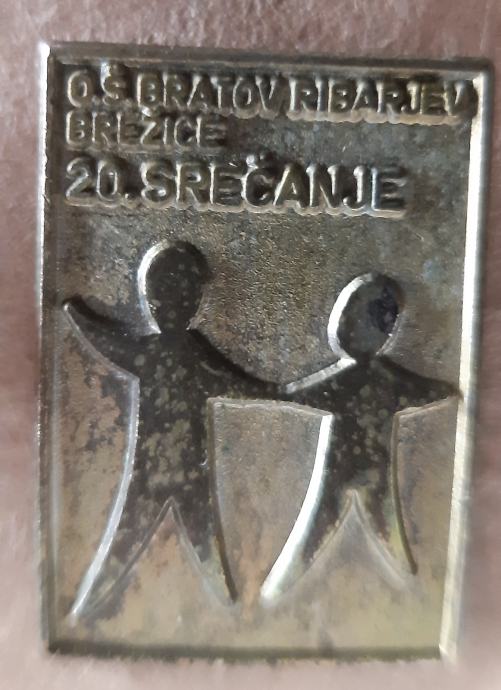 O.Š. BRATOV RIBARJEV
BREŽICE
20. SREČANJE